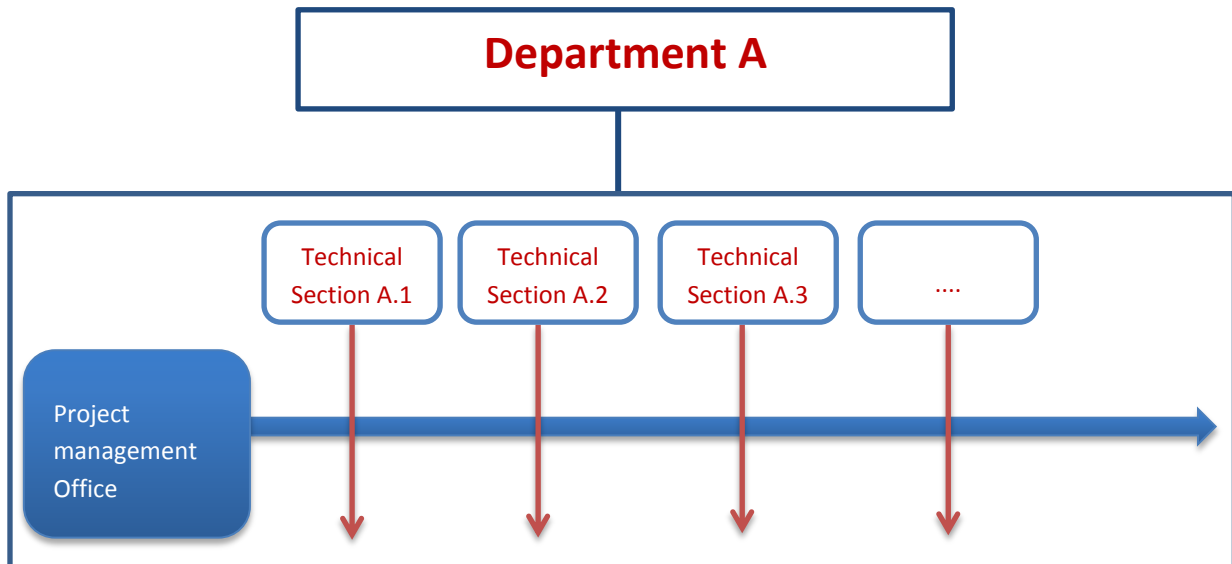 Department A
Technical
Section A.1
Technical
Section A.2
Technical
Section A.3
....
Project
management
Office